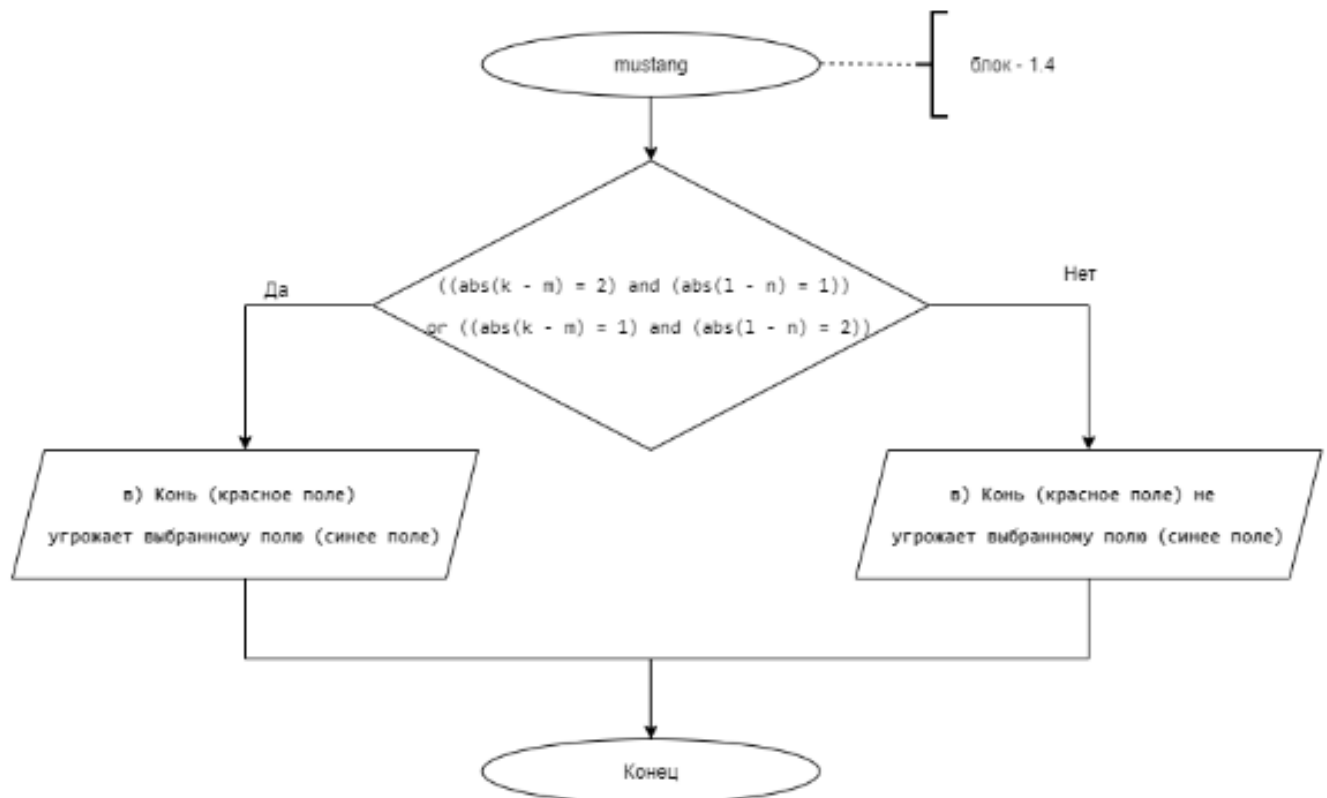 mustang
блок - 1.4
Да
Нет
((abs(k - m) = 2) and (abs(l - n) = 1))
or ((abs(k - m) = 1) and (abs(l - n) = 2))
в) Конь (красное поле)
угрожает выбранному полю (синее поле)
в) Конь (красное поле) не
угрожает выбранному полю (синее поле)
Конец